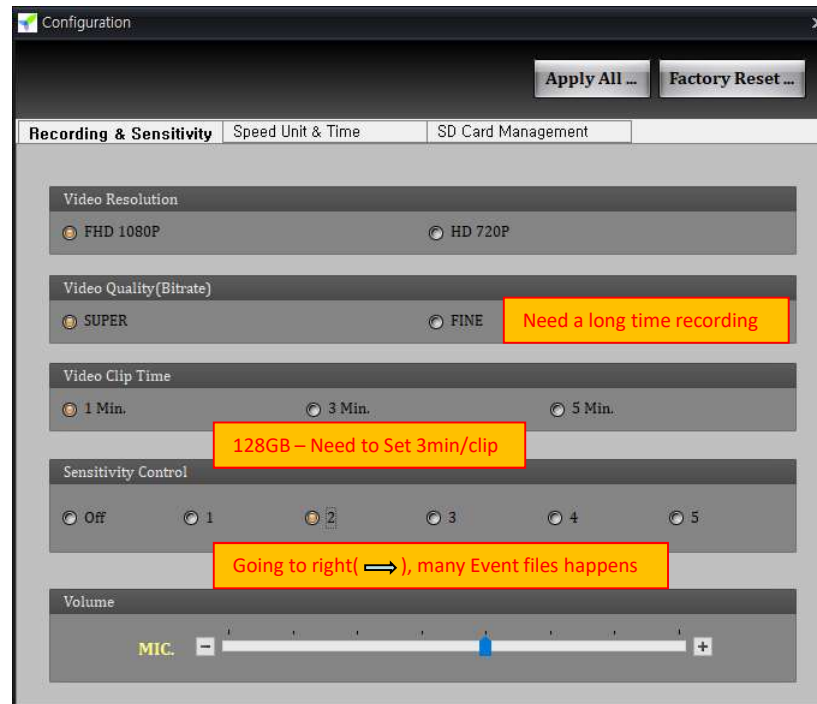 Configuration
Apply All ... Factory Reset ...
Recording & Sensitivity Speed Unit & Time SD Card Management
Video Resolution
FHD 1080P HD 720P
Video Quality(Bitrate)
SUPER FINE Need a long time recording
Video Clip Time
1 Min. 3 Min. 5 Min.
128GB – Need to Set 3min/clip
Sensitivity Control
Off 1 2 3 4 5
Going to right( ⟹ ), many Event files happens
Volume
MIC. - +